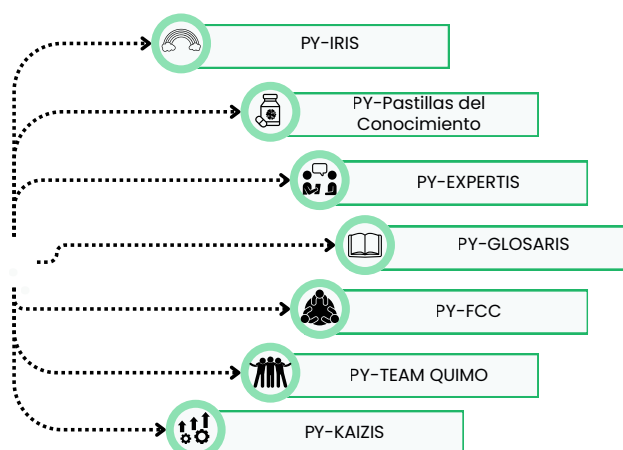 PY-IRIS
PY-Pastillas del
Conocimiento
PY-EXPERTIS
PY-GLOSARIS
PY-FCC
PY-TEAM QUIMO
PY-KAIZIS